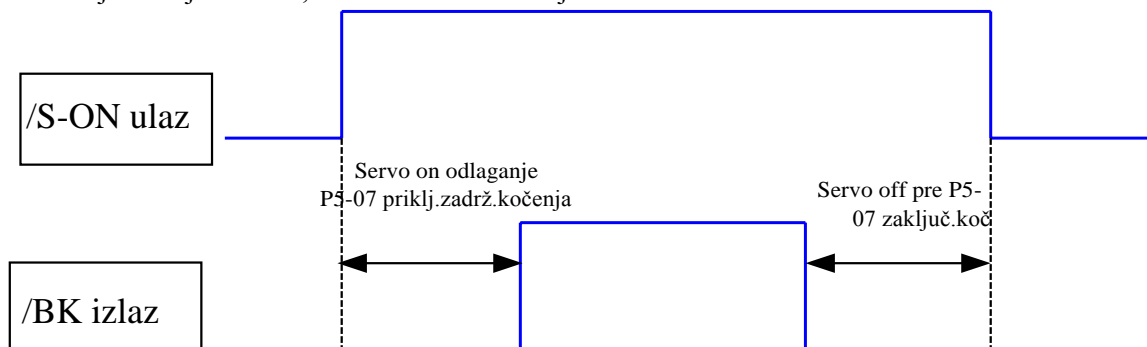 /S-ON ulaz
Servo on odlaganje
P5-07 priklj.zadrž.kočenja
Servo off pre P5-
07 zaključ.koč
/BK izlaz